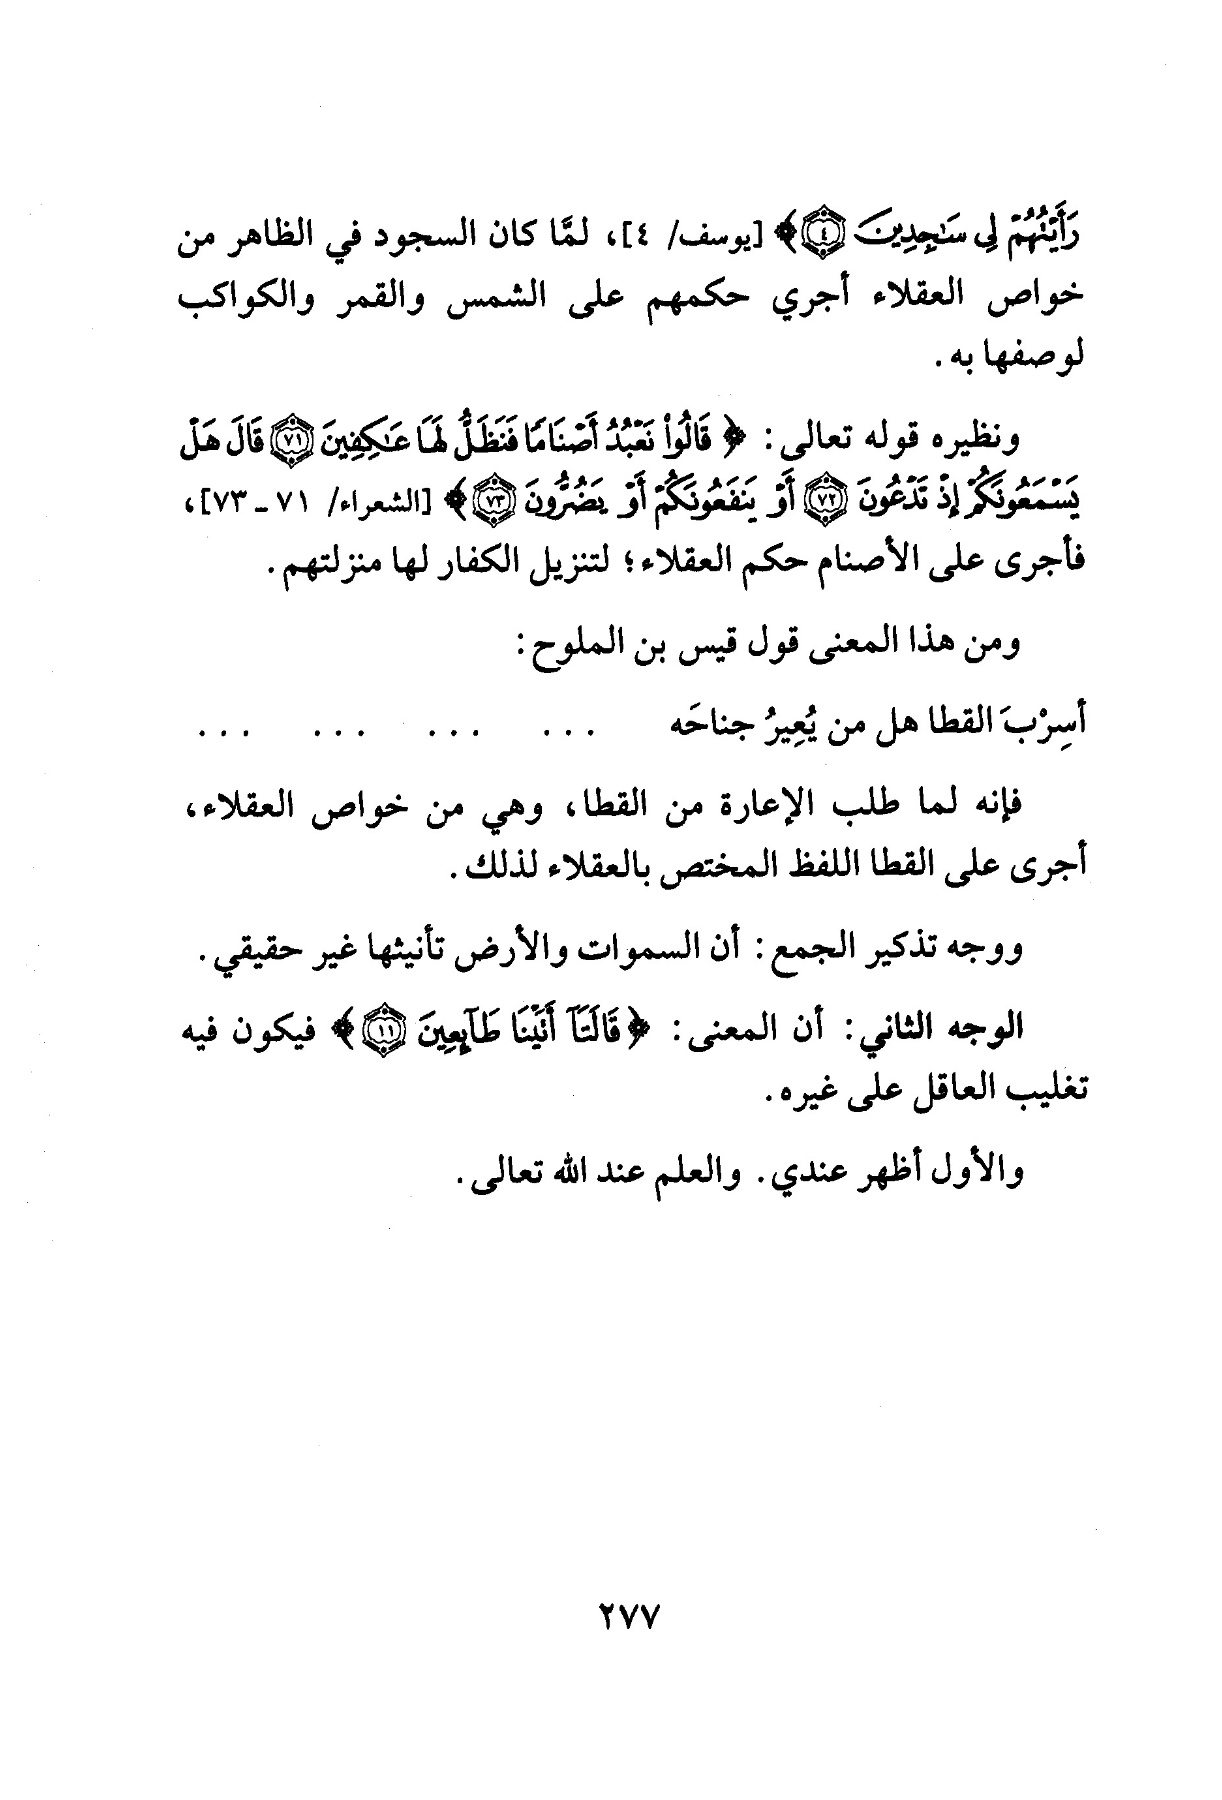 رَأَيْتُهُمْ لِي سَٰجِدِينَ ٤﴾ [يوسف/ ٤]، لمَّا كان السجود في الظاهر من
خواص العقلاء أجري حكمهم على الشمس والقمر والكواكب
لوصفها به.
ونظيره قوله تعالى: ﴿قَالُوا۟ نَعْبُدُ أَصْنَامًا فَنَظَلُّ لَهَا عَٰكِفِينَ ٧١ قَالَ هَلْ
يَسْمَعُونَكُمْ إِذْ تَدْعُونَ ٧٢ أَوْ يَنفَعُونَكُمْ أَوْ يَضُرُّونَ ٧٣﴾ [الشعراء/ ٧١ ـ ٧٣]،
فأجرى على الأصنام حكم العقلاء؛ لتنزيل الكفار لها منزلتهم.
ومن هذا المعنى قول قيس بن الملوح:
أسِرْبَ القطا هل من يُعِيرُ جناحَه ... ... ... ...
فإنه لما طلب الإعارة من القطا، وهي من خواص العقلاء،
أجرى على القطا اللفظ المختص بالعقلاء لذلك.
ووجه تذكير الجمع: أن السموات والأرض تأنيثها غير حقيقي.
الوجه الثاني: أن المعنى: ﴿قَالَتَآ أَتَيْنَا طَآئِعِينَ ١١﴾ فيكون فيه
تغليب العاقل على غيره.
والأول أظهر عندي. والعلم عند الله تعالى.
٢٧٧